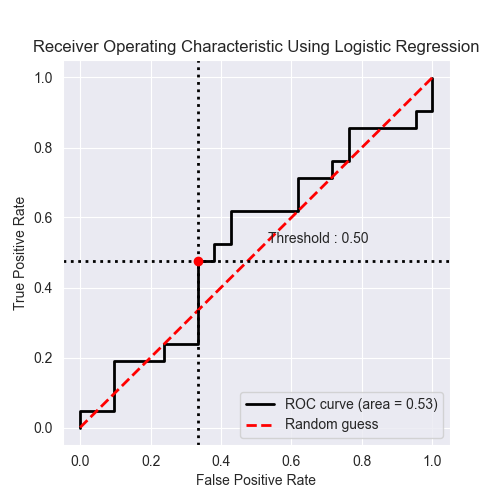 Receiver Operating Characteristic Using Logistic Regression
True Positive Rate
1.0
0.8
0.6
0.4
0.2
0.0
Threshold : 0.50
ROC curve (area = 0.53)
Random guess
0.0 0.2 0.4 0.6 0.8 1.0
False Positive Rate